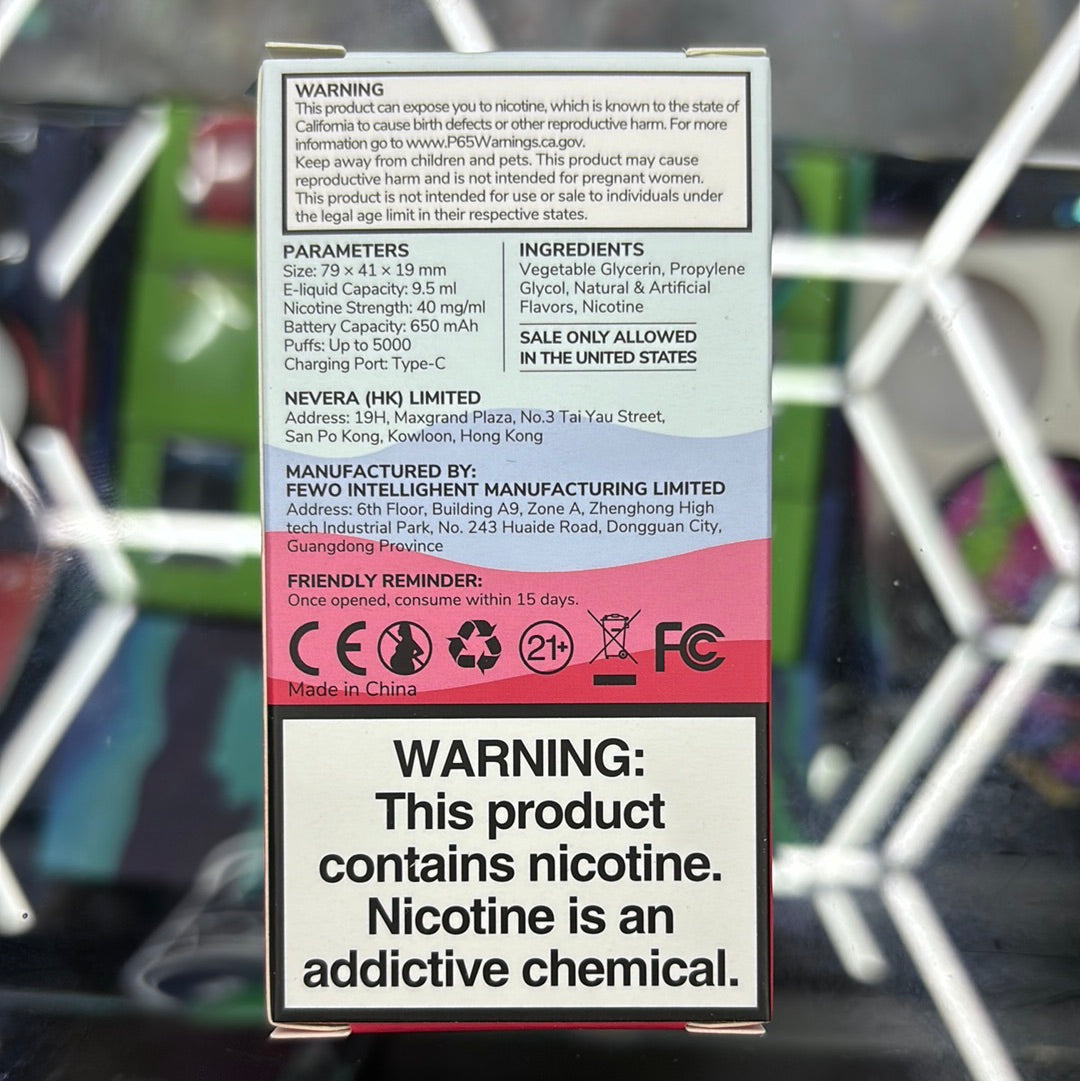 WARNING
This product can expose you to nicotine, which is known to the state of
California to cause birth defects or other reproductive harm. For more
information go to www.P65Warnings.ca.gov.
Keep away from children and pets. This product may cause
reproductive harm and is not intended for pregnant women.
This product is not intended for use or sale to individuals under
the legal age limit in their respective states.
PARAMETERS
Size: 79 × 41 × 19 mm
E-liquid Capacity: 9.5 ml
Nicotine Strength: 40 mg/ml
Battery Capacity: 650 mAh
Puffs: Up to 5000
Charging Port: Type-C
INGREDIENTS
Vegetable Glycerin, Propylene
Glycol, Natural & Artificial
Flavors, Nicotine
SALE ONLY ALLOWED
IN THE UNITED STATES
NEVERA (HK) LIMITED
Address: 19H, Maxgrand Plaza, No.3 Tai Yau Street,
San Po Kong, Kowloon, Hong Kong
MANUFACTURED BY:
FEWO INTELLIGHENT MANUFACTURING LIMITED
Address: 6th Floor, Building A9, Zone A, Zhenghong High
tech Industrial Park, No. 243 Huaide Road, Dongguan City,
Guangdong Province
FRIENDLY REMINDER:
Once opened, consume within 15 days.
CE 21+ FC
Made in China
WARNING:
This product
contains nicotine.
Nicotine is an
addictive chemical.